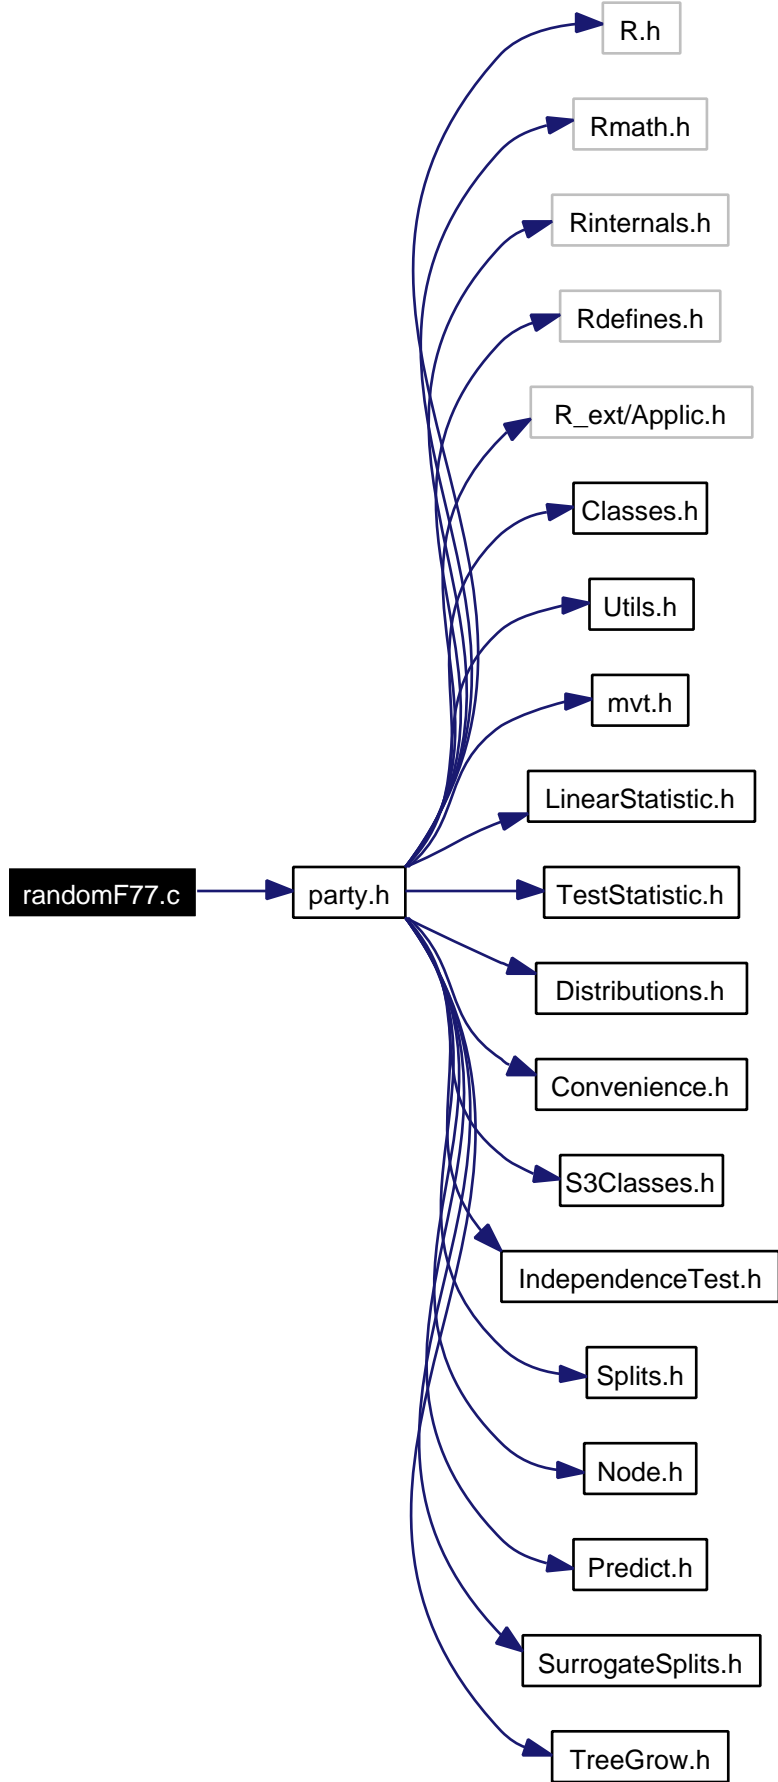 R.h
Rmath.h
Rinternals.h
Rdefines.h
R_ext/Applic.h
Classes.h
Utils.h
mvt.h
LinearStatistic.h
randomF77.c
party.h
TestStatistic.h
Distributions.h
Convenience.h
S3Classes.h
IndependenceTest.h
Splits.h
Node.h
Predict.h
SurrogateSplits.h
TreeGrow.h